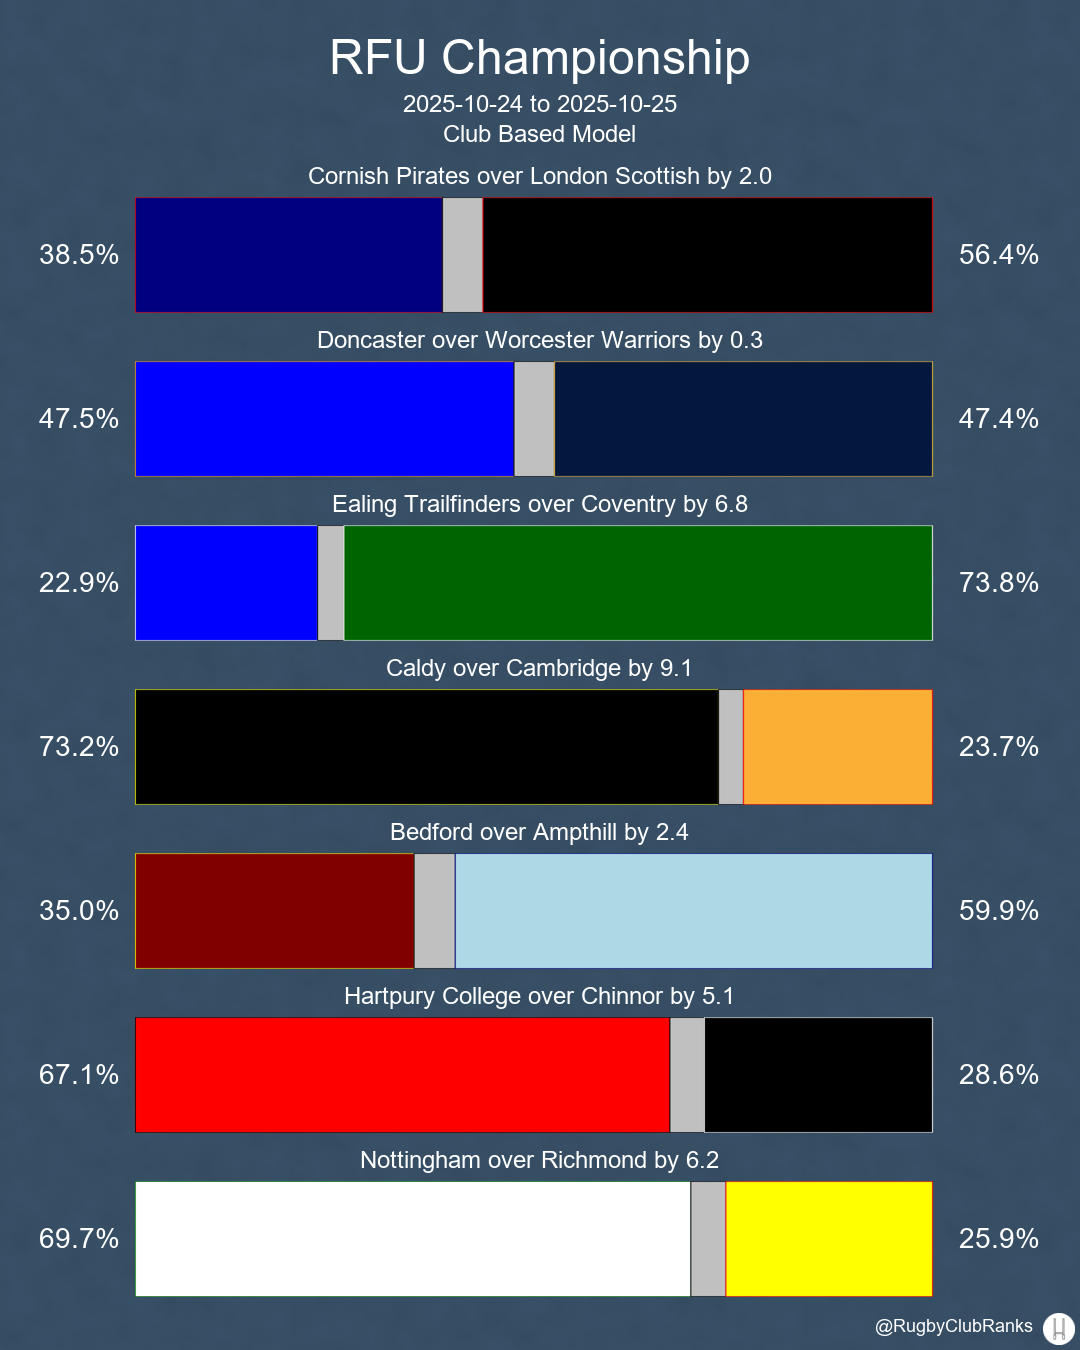 RFU Championship
2025-10-24 to 2025-10-25
Club Based Model
Cornish Pirates over London Scottish by 2.0
38.5% 56.4%
Doncaster over Worcester Warriors by 0.3
47.5% 47.4%
Ealing Trailfinders over Coventry by 6.8
22.9% 73.8%
Caldy over Cambridge by 9.1
73.2% 23.7%
Bedford over Ampthill by 2.4
35.0% 59.9%
Hartpury College over Chinnor by 5.1
67.1% 28.6%
Nottingham over Richmond by 6.2
69.7% 25.9%
@RugbyClubRanks